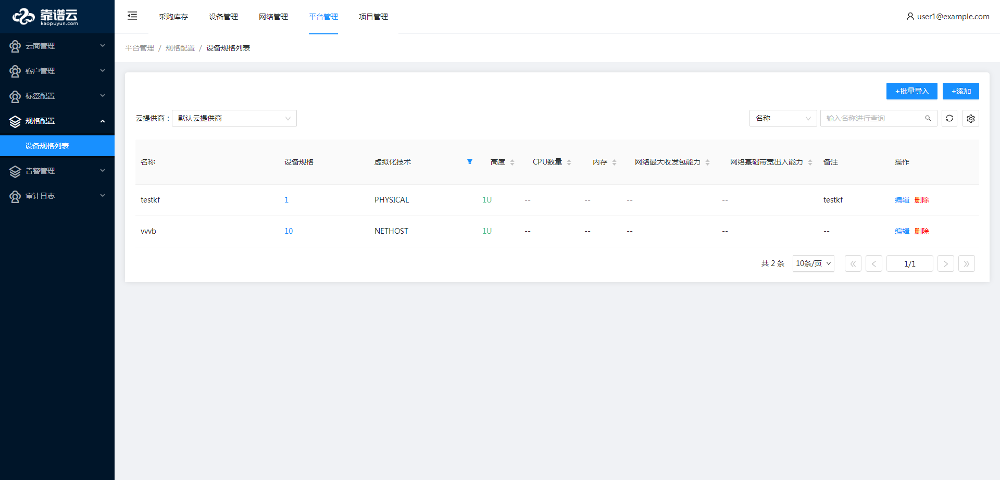 靠谱云
kaopuyun.com
采购库存 设备管理 网络管理 平台管理 项目管理
user1@example.com
云商管理
客户管理
标签配置
规格配置
设备规格列表
告警管理
审计日志
平台管理 / 规格配置 / 设备规格列表
+批量导入 +添加
云提供商： 默认云提供商 名称 输入名称进行查询
名称 设备规格 虚拟化技术 高度 CPU数量 内存 网络最大收发包能力 网络基础带宽出入能力 备注 操作
testkf 1 PHYSICAL 1U -- -- -- -- testkf 编辑 删除
vvvb 10 NETHOST 1U -- -- -- -- -- 编辑 删除
共 2 条 10条/页 1/1